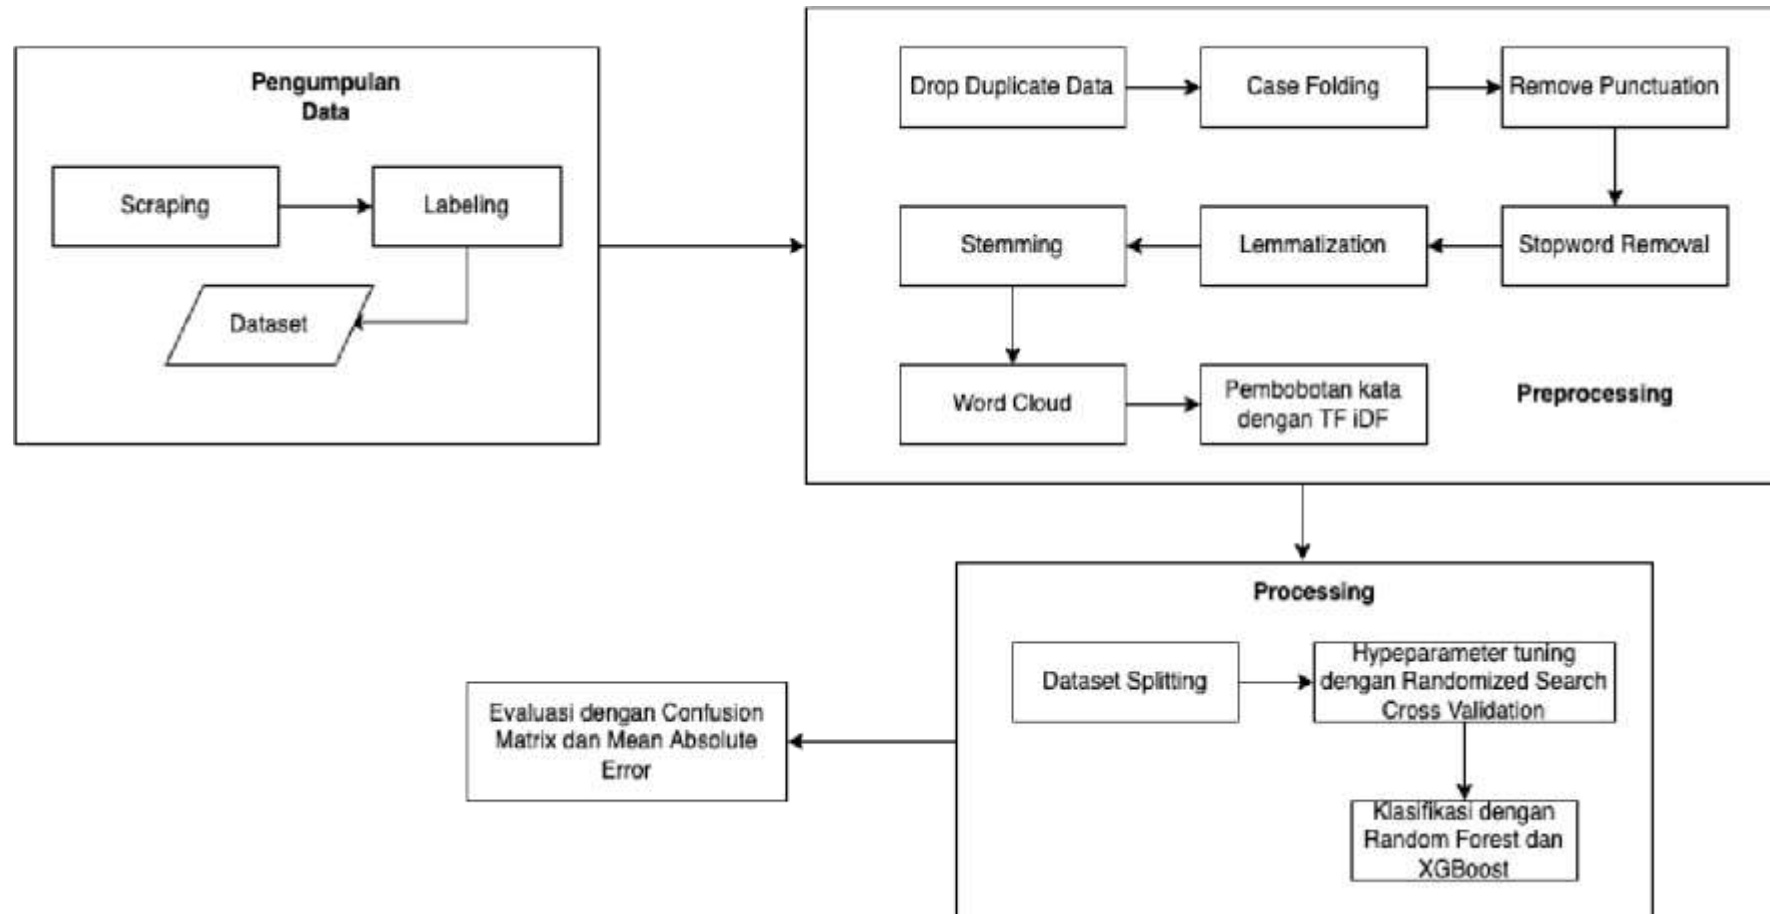 Pengumpulan
Data
Scraping
Labeling
Dataset
Drop Duplicate Data
Case Folding
Remove Punctuation
Stemming
Lemmatization
Stopword Removal
Word Cloud
Pembobotan kata
dengan TF iDF
Preprocessing
Processing
Dataset Splitting
Hypeparameter tuning
dengan Randomized Search
Cross Validation
Klasifikasi dengan
Random Forest dan
XGBoost
Evaluasi dengan Confusion
Matrix dan Mean Absolute
Error